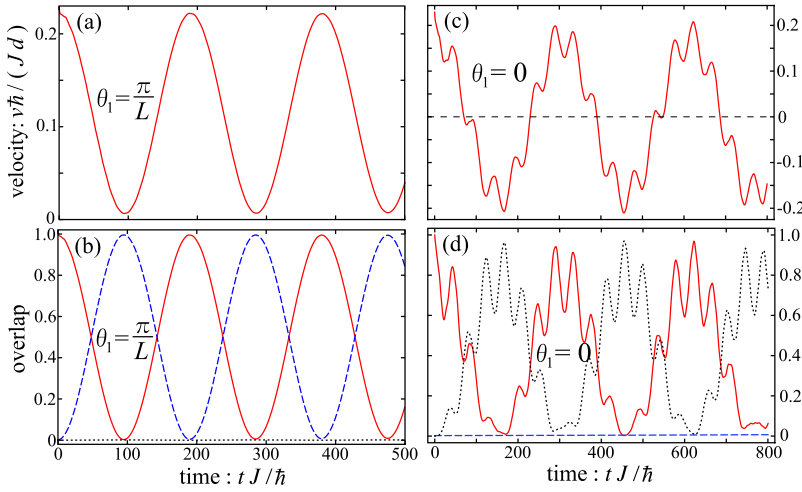 (a)
velocity: vħ / ( J d )
0.2
0.1
0
θ₁ = π/L
(c)
θ₁ = 0
0.2
0.1
0
-0.1
-0.2
(b)
overlap
1.0
0.8
0.6
0.4
0.2
0
θ₁ = π/L
0 100 200 300 400 500
time : t J / ħ
(d)
1.0
0.8
0.6
0.4
0.2
0
θ₁ = 0
0 200 400 600 800
time : t J / ħ